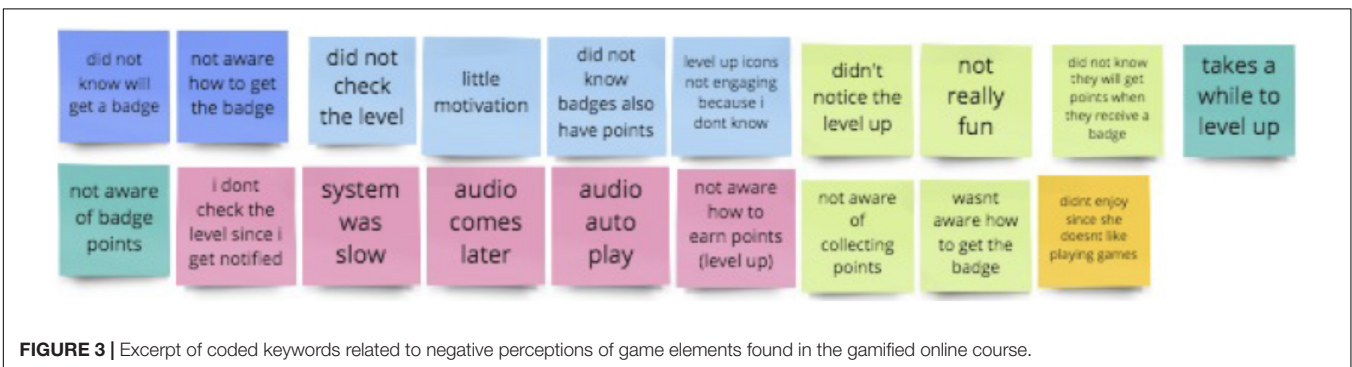 did not
know will
get a badge
not aware
how to get
the badge
did not
check
the level
little
motivation
did not
know
badges also
have points
level up icons
not engaging
because i
dont know
didn't
notice the
level up
not
really
fun
did not know
they will get
points when
they receive a
badge
takes a
while to
level up
not aware
of badge
points
i dont
check the
level since i
get notified
system
was
slow
audio
comes
later
audio
auto
play
not aware
how to
earn points
(level up)
not aware
of
collecting
points
wasnt
aware how
to get the
badge
didnt enjoy
since she
doesnt like
playing games
FIGURE 3 | Excerpt of coded keywords related to negative perceptions of game elements found in the gamified online course.